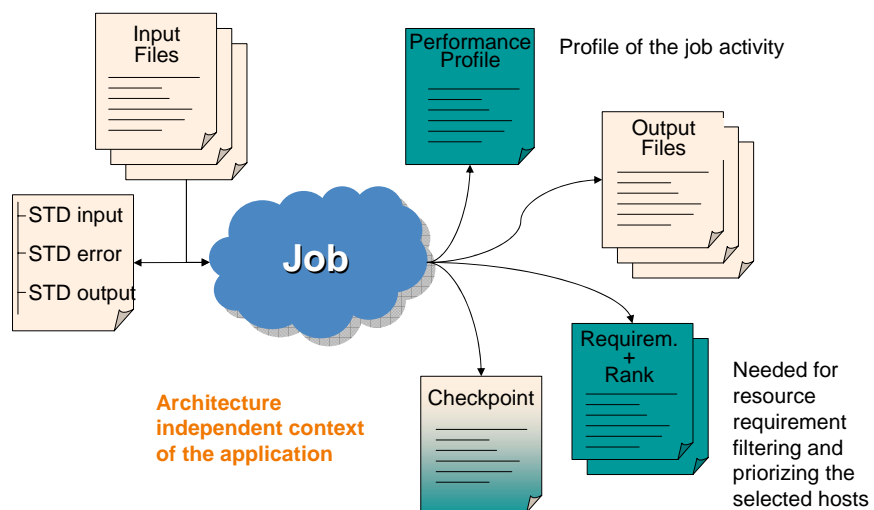 Input
Files
Performance
Profile
Profile of the job activity
Output
Files
STD input
STD error
STD output
Job
Requirem.
+
Rank
Checkpoint
Architecture
independent context
of the application
Needed for
resource
requirement
filtering and
priorizing the
selected hosts